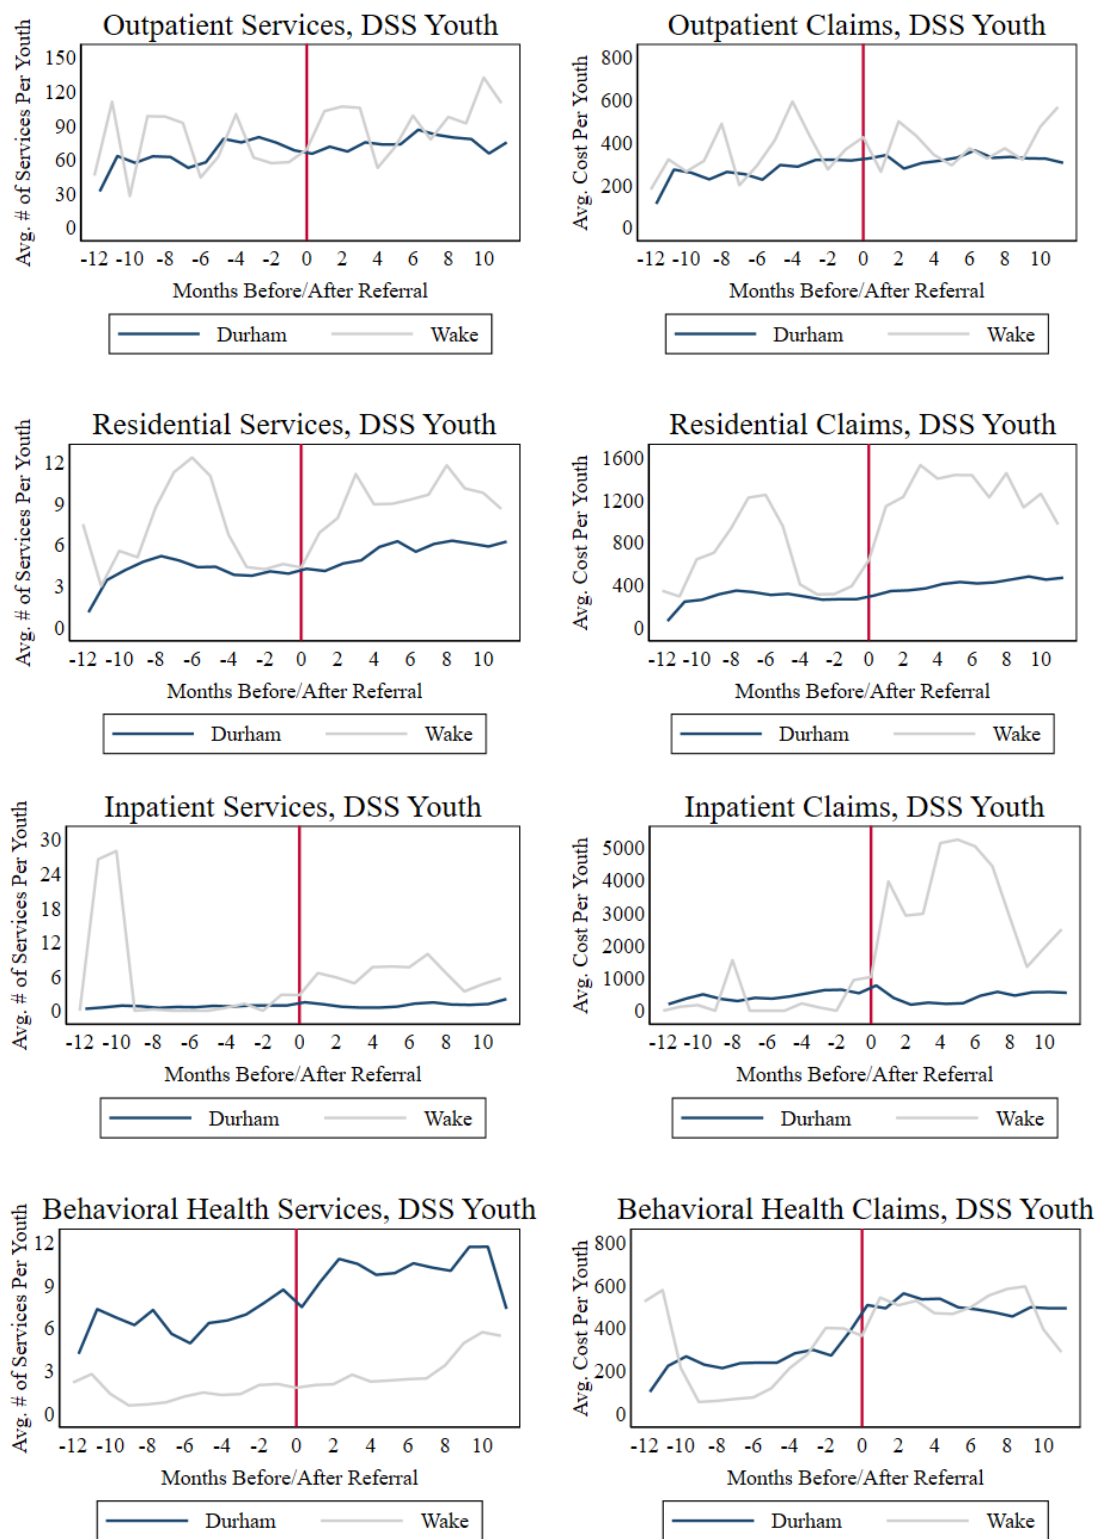 Outpatient Services, DSS Youth
Avg. # of Services Per Youth
150
120
90
60
30
0
-12 -10 -8 -6 -4 -2 0 2 4 6 8 10
Months Before/After Referral
Durham Wake
Outpatient Claims, DSS Youth
Avg. Cost Per Youth
800
600
400
200
0
-12 -10 -8 -6 -4 -2 0 2 4 6 8 10
Months Before/After Referral
Durham Wake
Residential Services, DSS Youth
Avg. # of Services Per Youth
12
9
6
3
0
-12 -10 -8 -6 -4 -2 0 2 4 6 8 10
Months Before/After Referral
Durham Wake
Residential Claims, DSS Youth
Avg. Cost Per Youth
1600
1200
800
400
0
-12 -10 -8 -6 -4 -2 0 2 4 6 8 10
Months Before/After Referral
Durham Wake
Inpatient Services, DSS Youth
Avg. # of Services Per Youth
30
24
18
12
6
0
-12 -10 -8 -6 -4 -2 0 2 4 6 8 10
Months Before/After Referral
Durham Wake
Inpatient Claims, DSS Youth
Avg. Cost Per Youth
5000
4000
3000
2000
1000
0
-12 -10 -8 -6 -4 -2 0 2 4 6 8 10
Months Before/After Referral
Durham Wake
Behavioral Health Services, DSS Youth
Avg. # of Services Per Youth
12
9
6
3
0
-12 -10 -8 -6 -4 -2 0 2 4 6 8 10
Months Before/After Referral
Durham Wake
Behavioral Health Claims, DSS Youth
Avg. Cost Per Youth
800
600
400
200
0
-12 -10 -8 -6 -4 -2 0 2 4 6 8 10
Months Before/After Referral
Durham Wake